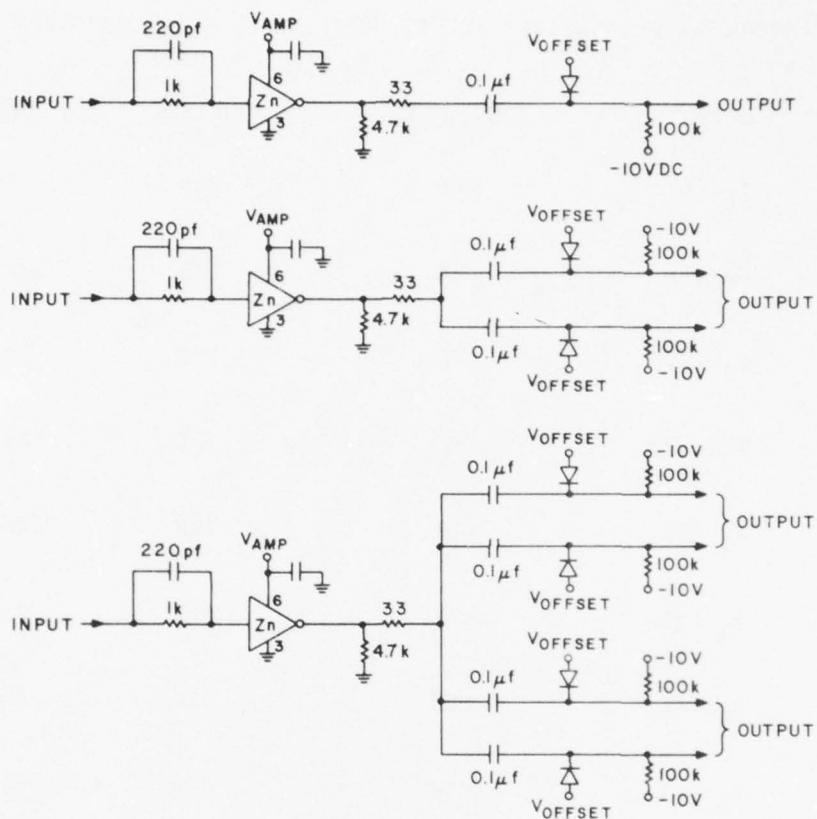 220pf
VAMP
VOFFSET
0.1μf
6
INPUT
1k
Zn
33
OUTPUT
3
4.7k
100k
-10VDC
220pf
VAMP
VOFFSET
-10V
0.1μf
100k
6
INPUT
1k
Zn
33
OUTPUT
3
4.7k
0.1μf
100k
VOFFSET
-10V
VOFFSET
-10V
0.1μf
100k
OUTPUT
220pf
VAMP
0.1μf
100k
VOFFSET
-10V
6
INPUT
1k
Zn
33
3
4.7k
VOFFSET
-10V
0.1μf
100k
OUTPUT
0.1μf
100k
VOFFSET
-10V